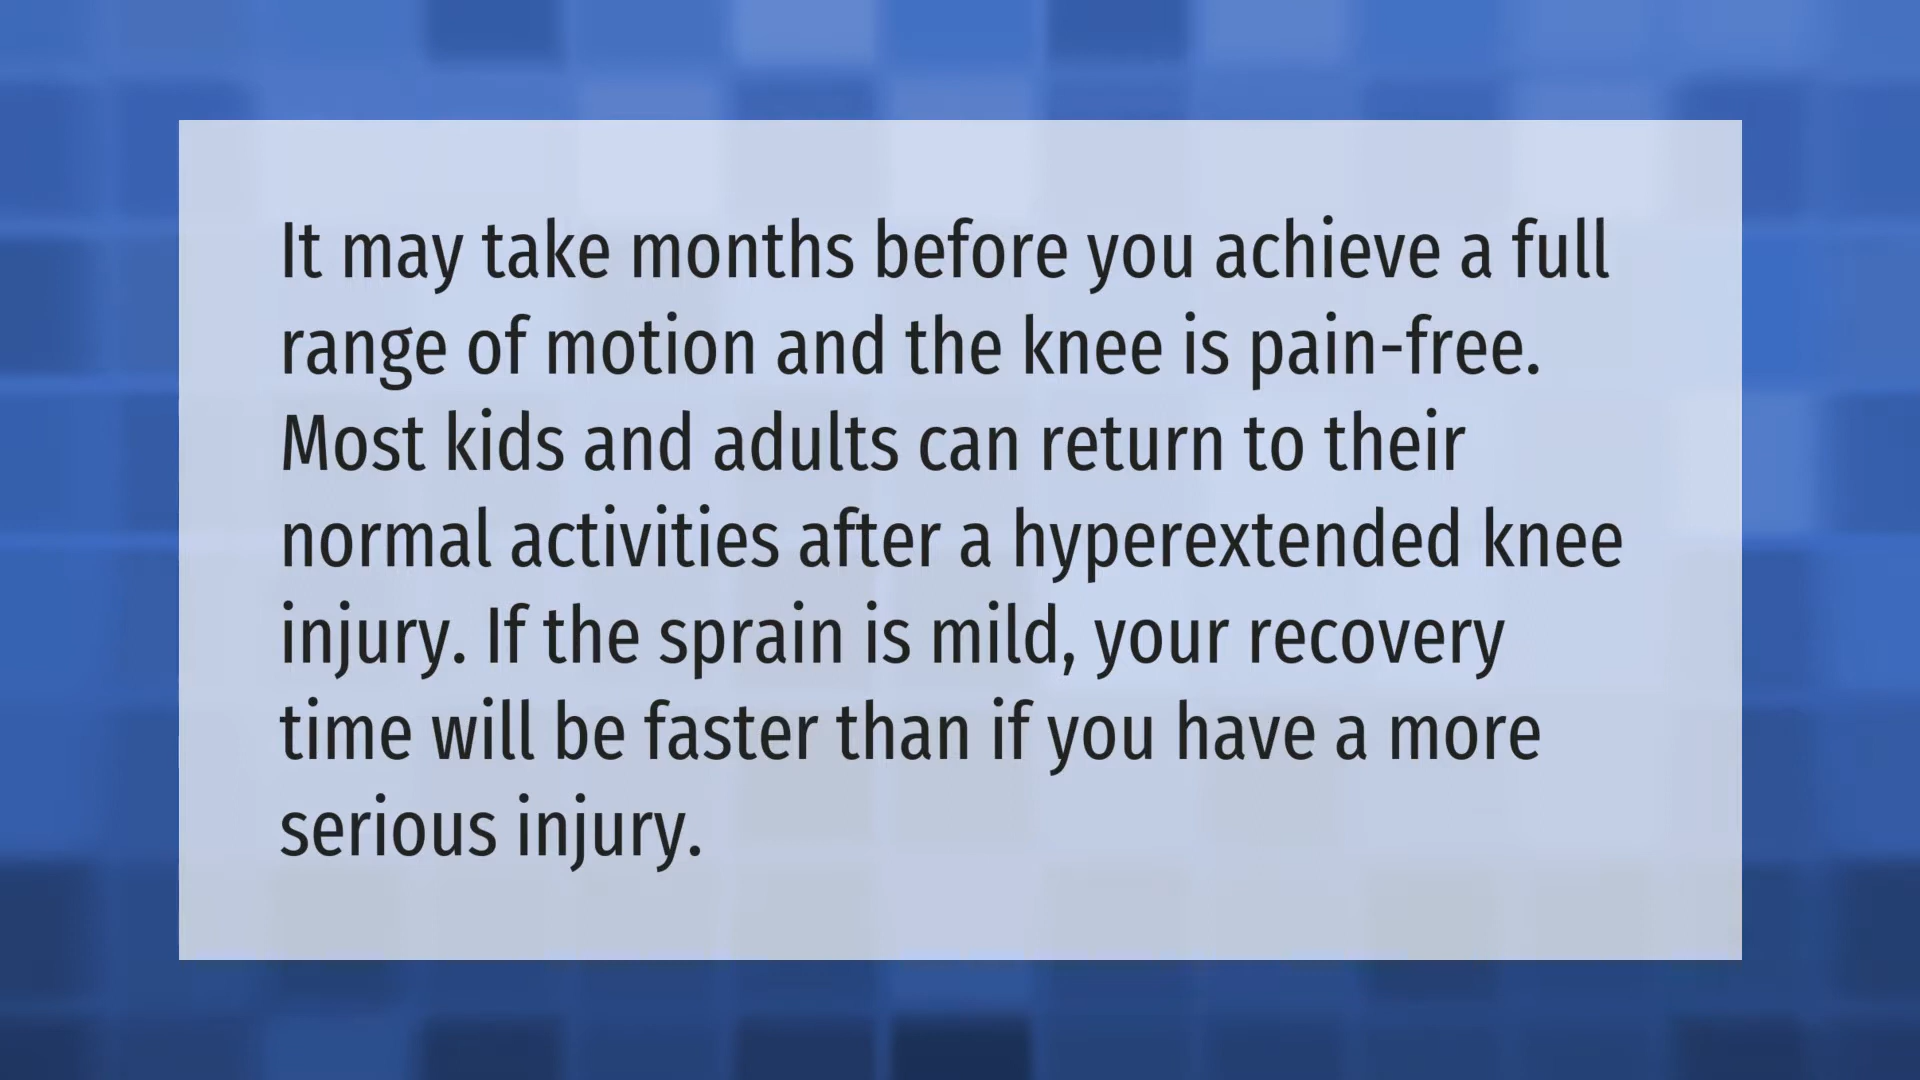 It may take months before you achieve a full
range of motion and the knee is pain-free.
Most kids and adults can return to their
normal activities after a hyperextended knee
injury. If the sprain is mild, your recovery
time will be faster than if you have a more
serious injury.